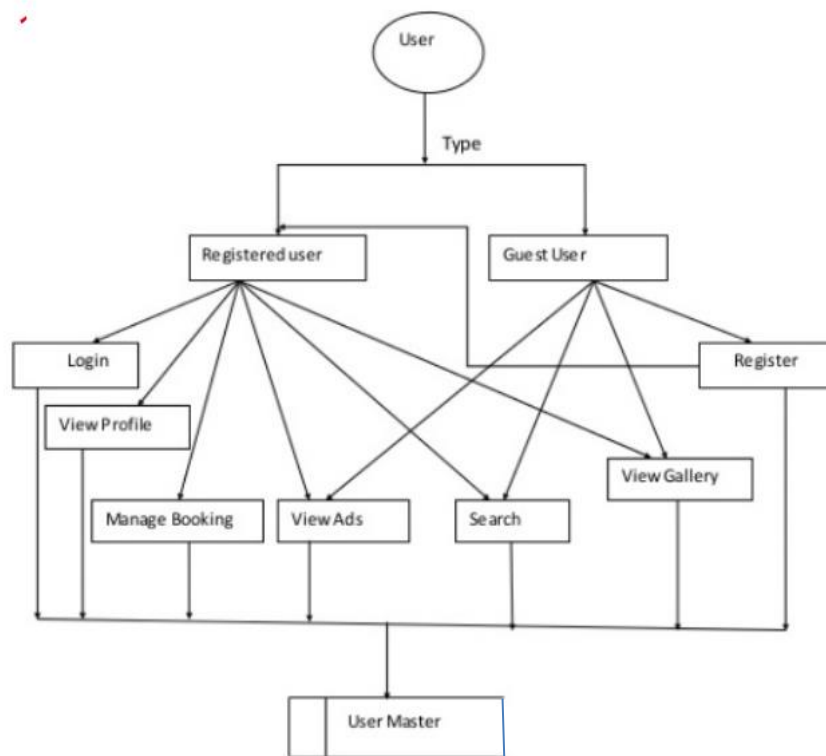 User
Type
Registered user
Guest User
Login
Register
View Profile
View Gallery
Manage Booking
View Ads
Search
User Master